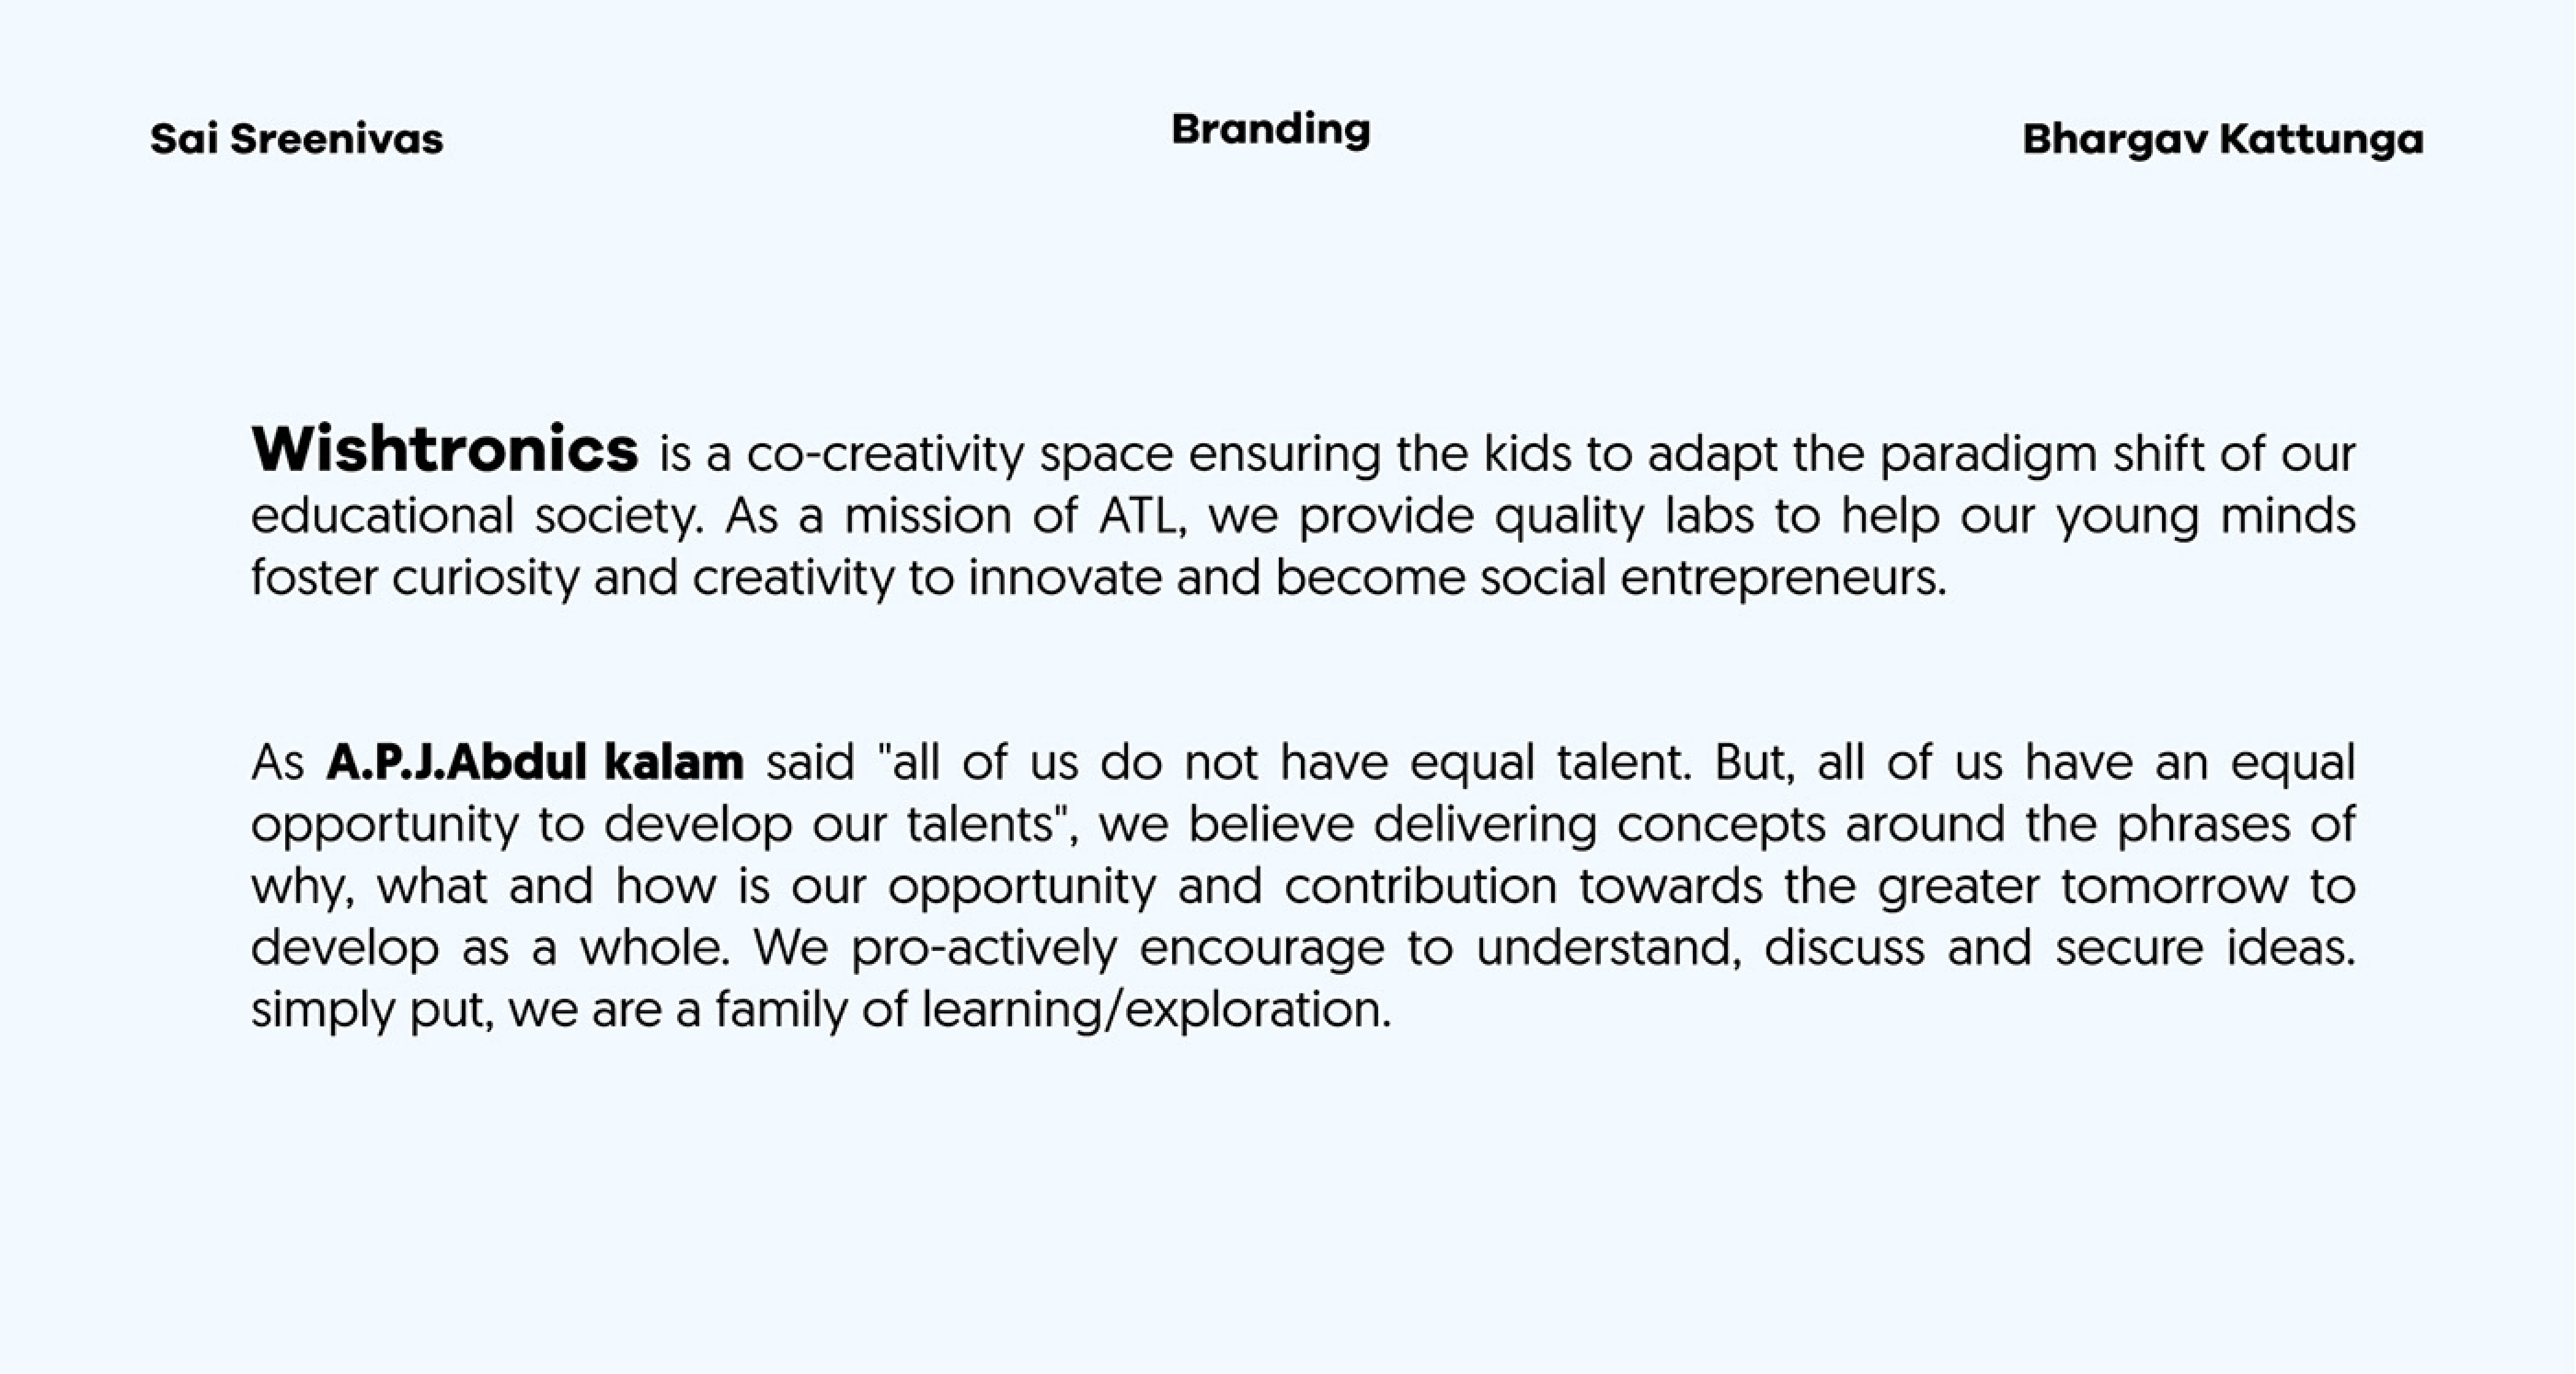 Sai Sreenivas
Branding
Bhargav Kattunga
Wishtronics is a co-creativity space ensuring the kids to adapt the paradigm shift of our
educational society. As a mission of ATL, we provide quality labs to help our young minds
foster curiosity and creativity to innovate and become social entrepreneurs.
As A.P.J.Abdul kalam said "all of us do not have equal talent. But, all of us have an equal
opportunity to develop our talents", we believe delivering concepts around the phrases of
why, what and how is our opportunity and contribution towards the greater tomorrow to
develop as a whole. We pro-actively encourage to understand, discuss and secure ideas.
simply put, we are a family of learning/exploration.